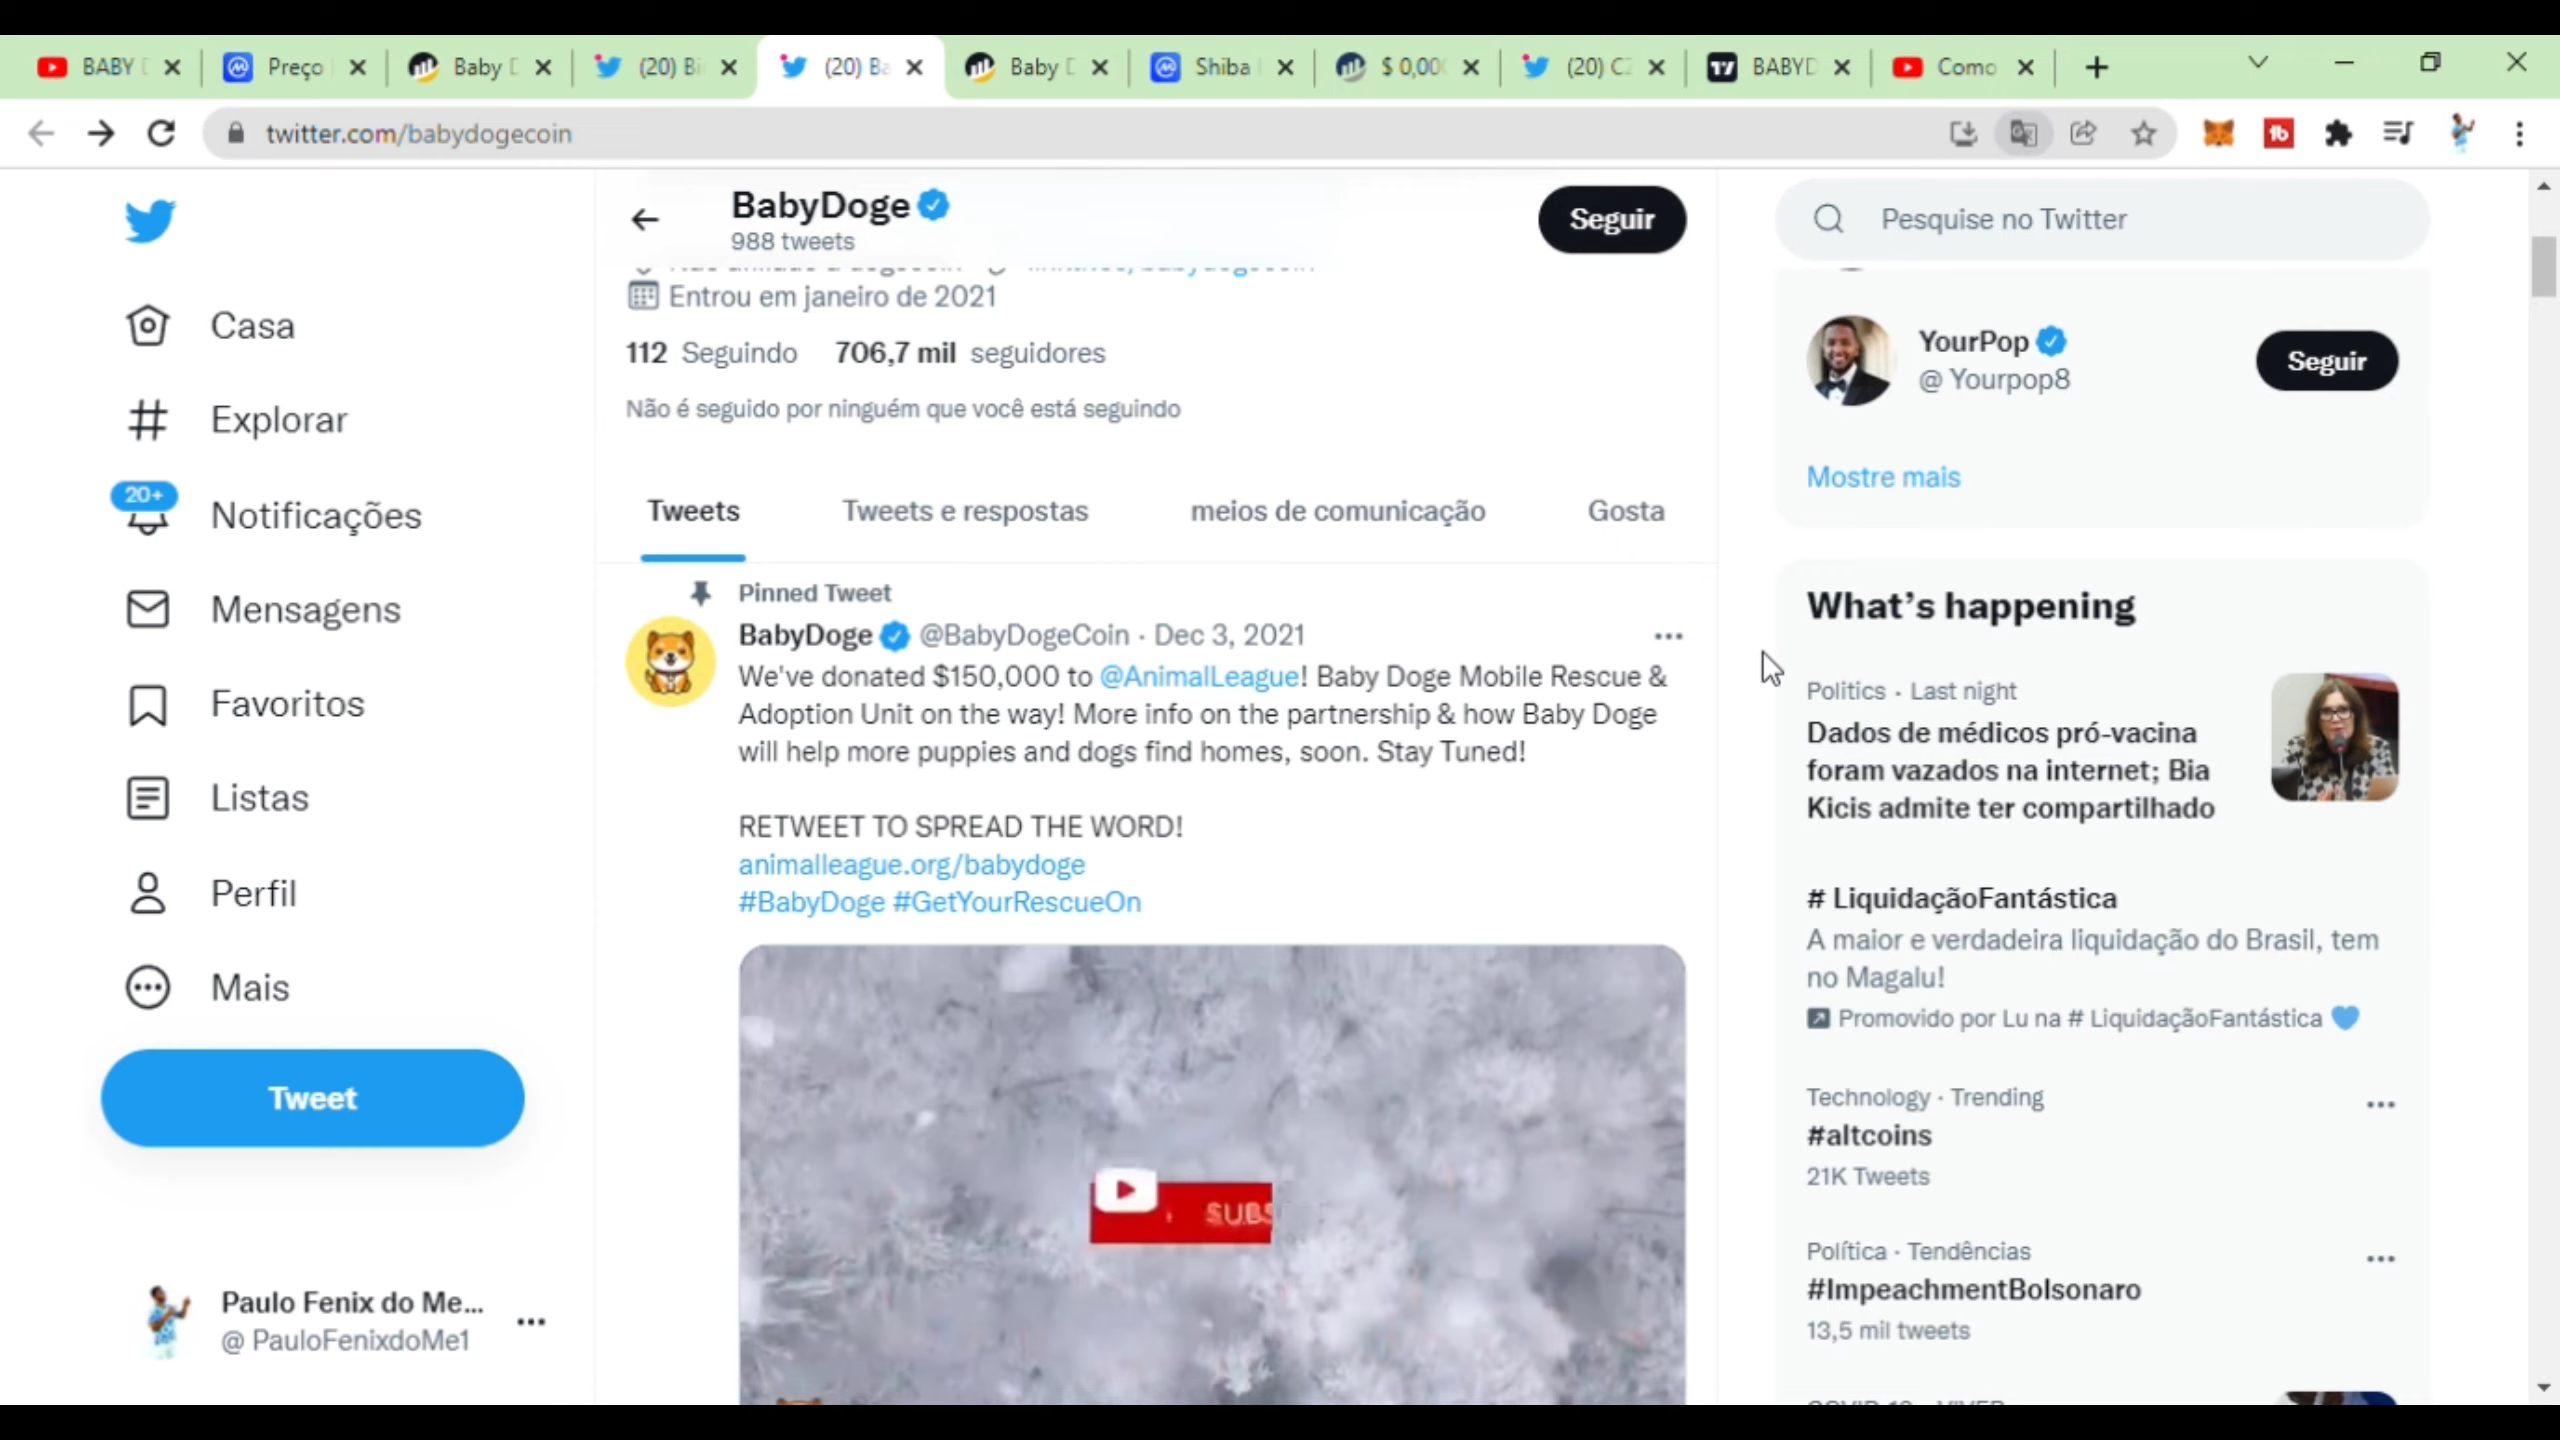 BABY
Preço
Baby
(20) Bi
(20) Ba
Baby
Shiba
$ 0,00
(20) C
BABYD
Como
twitter.com/babydogecoin
BabyDoge
988 tweets
Seguir
Pesquise no Twitter
Entrou em janeiro de 2021
112 Seguindo 706,7 mil seguidores
Não é seguido por ninguém que você está seguindo
Casa
Explorar
20+
Notificações
Mensagens
Favoritos
Listas
Perfil
Mais
Tweet
Paulo Fenix do Me...
@ PauloFenixdoMe1
Tweets
Tweets e respostas
meios de comunicação
Gosta
Pinned Tweet
BabyDoge @BabyDogeCoin · Dec 3, 2021
We've donated $150,000 to @AnimalLeague! Baby Doge Mobile Rescue &
Adoption Unit on the way! More info on the partnership & how Baby Doge
will help more puppies and dogs find homes, soon. Stay Tuned!
RETWEET TO SPREAD THE WORD!
animalleague.org/babydoge
#BabyDoge #GetYourRescueOn
SUBS
YourPop
@ Yourpop8
Seguir
Mostre mais
What's happening
Politics · Last night
Dados de médicos pró-vacina
foram vazados na internet; Bia
Kicis admite ter compartilhado
# LiquidaçãoFantástica
A maior e verdadeira liquidação do Brasil, tem
no Magalu!
Promovido por Lu na # LiquidaçãoFantástica
Technology · Trending
#altcoins
21K Tweets
Política · Tendências
#ImpeachmentBolsonaro
13,5 mil tweets